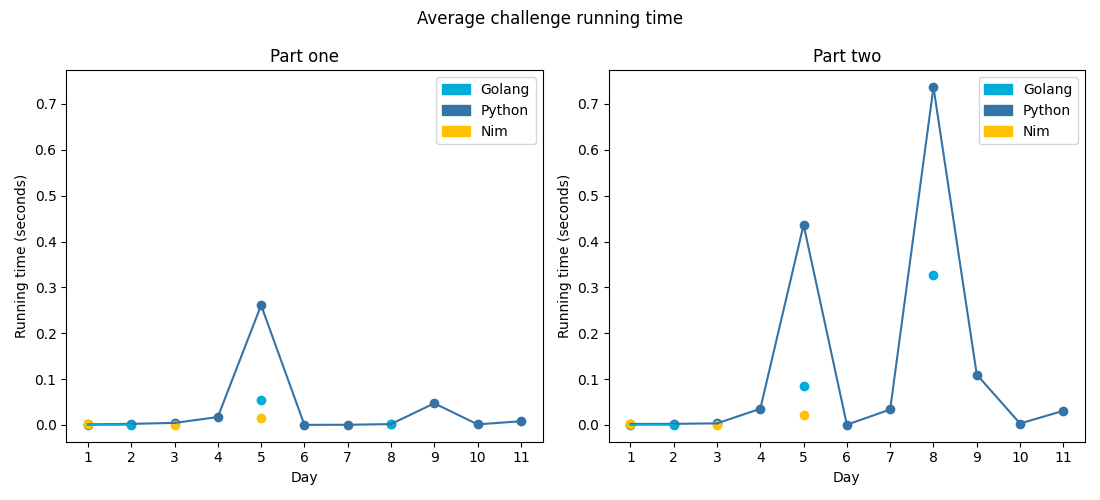 Average challenge running time
Part one
Running time (seconds)
0.7
0.6
0.5
0.4
0.3
0.2
0.1
0.0
Golang
Python
Nim
1 2 3 4 5 6 7 8 9 10 11
Day
Part two
Running time (seconds)
0.7
0.6
0.5
0.4
0.3
0.2
0.1
0.0
Golang
Python
Nim
1 2 3 4 5 6 7 8 9 10 11
Day